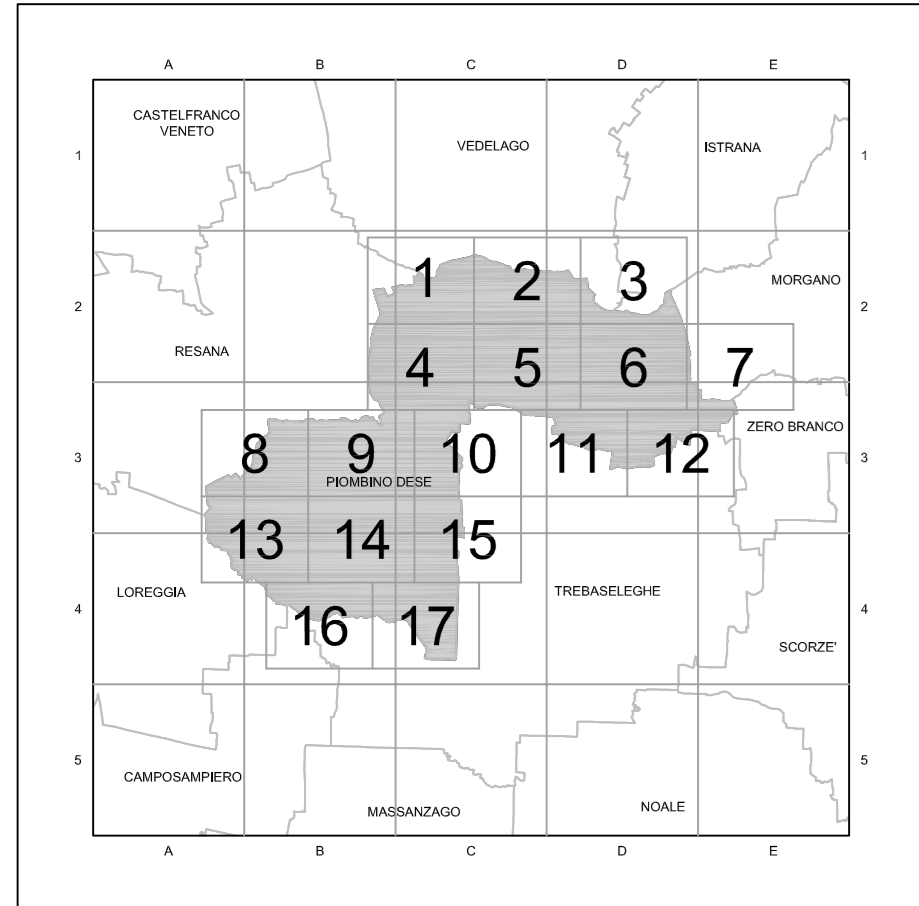 A B C D E
CASTELFRANCO
VENETO
1 VEDELAGO ISTRANA 1
1 2 3
2 MORGANO 2
RESANA 4 5 6 7
ZERO BRANCO
3 8 9 10 11 12 3
PIOMBINO DESE
13 14 15
LOREGGIA TREBASELEGHE
4 4
16 17
SCORZE'
5 5
CAMPOSAMPIERO
MASSANZAGO NOALE
A B C D E